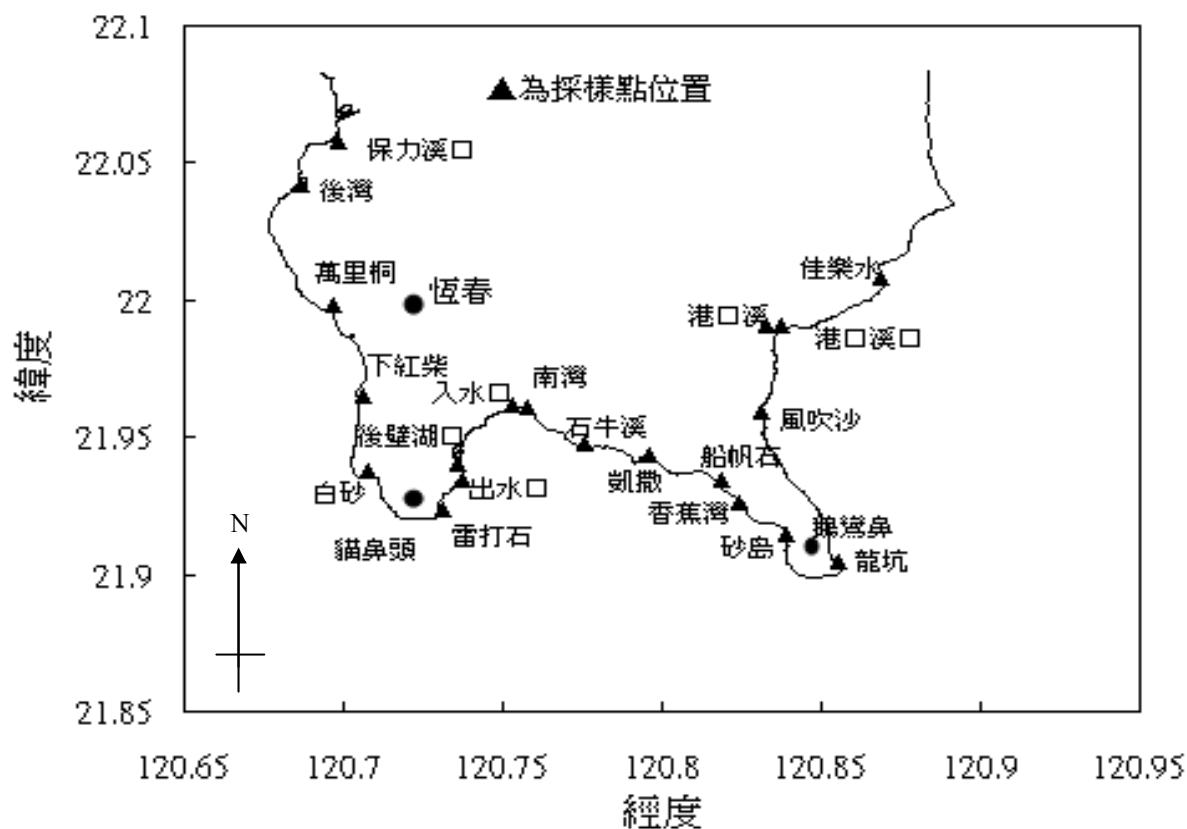 22.1
▲為採樣點位置
保力溪口
22.05
後灣
萬里桐
恆春
佳樂水
22
港口溪
港口溪口
緯度
下紅柴
入水口
南灣
21.95
後壁湖口
石牛溪
風吹沙
船帆石
白砂
出水口
凱撒
香蕉灣
N
貓鼻頭
雷打石
砂島
鵝鸞鼻
龍坑
21.9
21.85
120.65 120.7 120.75 120.8 120.85 120.9 120.95
經度